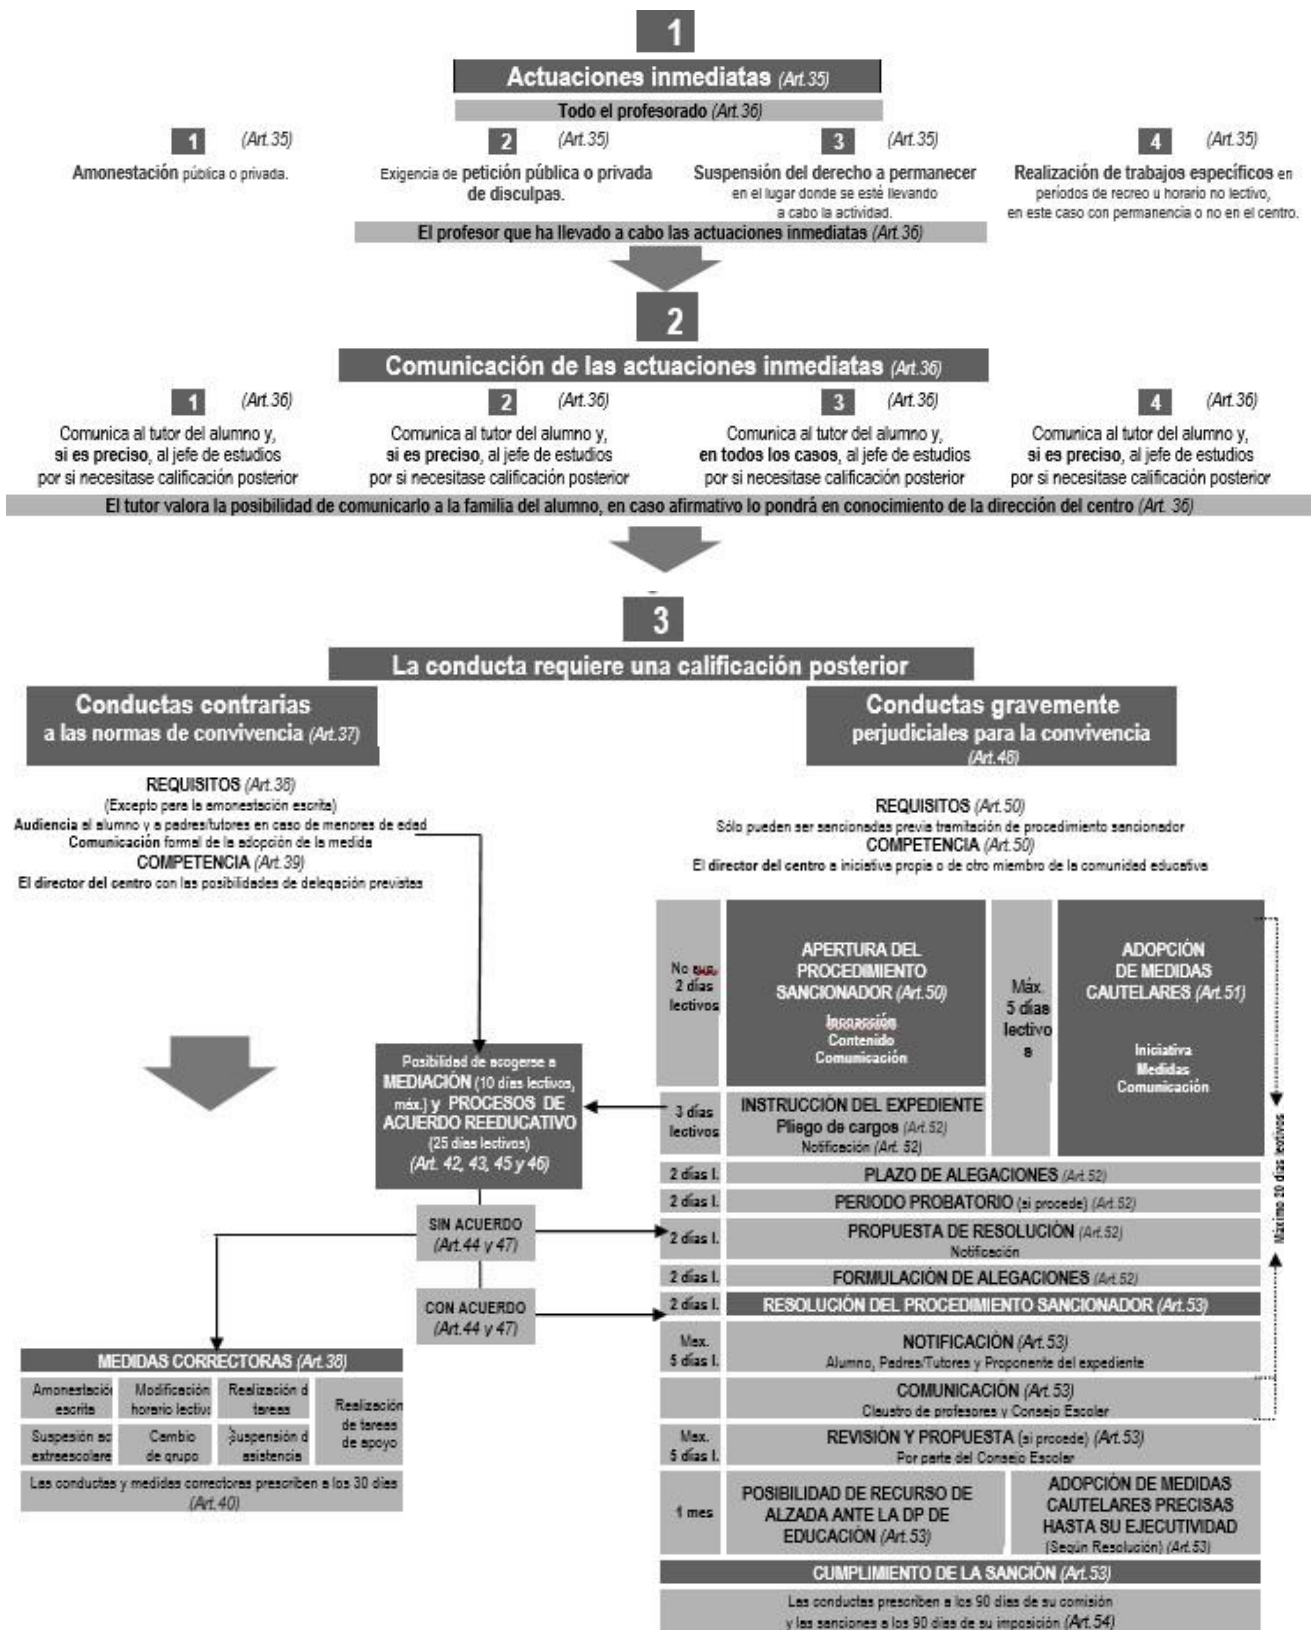 1
Actuaciones inmediatas (Art.35)
Todo el profesorado (Art.36)
1 (Art.35)
Amonestación pública o privada.
2 (Art.35)
Exigencia de petición pública o privada
de disculpas.
3 (Art.35)
Suspensión del derecho a permanecer
en el lugar donde se esté llevando
a cabo la actividad.
4 (Art.35)
Realización de trabajos específicos en
períodos de recreo u horario no lectivo,
en este caso con permanencia o no en el centro.
El profesor que ha llevado a cabo las actuaciones inmediatas (Art.36)
2
Comunicación de las actuaciones inmediatas (Art.36)
1 (Art.36)
Comunica al tutor del alumno y,
si es preciso, al jefe de estudios
por si necesitase calificación posterior
2 (Art.36)
Comunica al tutor del alumno y,
si es preciso, al jefe de estudios
por si necesitase calificación posterior
3 (Art.36)
Comunica al tutor del alumno y,
en todos los casos, al jefe de estudios
por si necesitase calificación posterior
4 (Art.36)
Comunica al tutor del alumno y,
si es preciso, al jefe de estudios
por si necesitase calificación posterior
El tutor valora la posibilidad de comunicarlo a la familia del alumno, en caso afirmativo lo pondrá en conocimiento de la dirección del centro (Art. 36)
3
La conducta requiere una calificación posterior
Conductas contrarias
a las normas de convivencia (Art.37)
REQUISITOS (Art.38)
(Excepto para la amonestación escrita)
Audiencia al alumno y a padres/tutores en caso de menores de edad
Comunicación formal de la adopción de la medida
COMPETENCIA (Art.39)
El director del centro con las posibilidades de delegación previstas
Conductas gravemente
perjudiciales para la convivencia
(Art.48)
REQUISITOS (Art.50)
Sólo pueden ser sancionadas previa tramitación de procedimiento sancionador
COMPETENCIA (Art.50)
El director del centro a iniciativa propia o de otro miembro de la comunidad educativa
No
2 días
lectivos
APERTURA DEL
PROCEDIMIENTO
SANCIONADOR (Art.50)
Contenido
Comunicación
Máx.
5 días
lectivo
s
ADOPCIÓN
DE MEDIDAS
CAUTELARES (Art.51)
Iniciativa
Medidas
Comunicación
Máximo 20 días lectivos
Posibilidad de acogerse a
MEDIACIÓN (10 días lectivos,
máx.) y PROCESOS DE
ACUERDO REEDUCATIVO
(25 días lectivos)
(Art. 42, 43, 45 y 46)
3 días
lectivos
INSTRUCCIÓN DEL EXPEDIENTE
Pliego de cargos (Art.52)
Notificación (Art. 52)
2 días l. PLAZO DE ALEGACIONES (Art.52)
2 días l. PERIODO PROBATORIO (si procede) (Art.52)
SIN ACUERDO
(Art.44 y 47)
2 días l. PROPUESTA DE RESOLUCIÓN (Art.52)
Notificación
2 días l. FORMULACIÓN DE ALEGACIONES (Art.52)
CON ACUERDO
(Art.44 y 47)
2 días l. RESOLUCIÓN DEL PROCEDIMIENTO SANCIONADOR (Art.53)
Max.
5 días l.
NOTIFICACIÓN (Art.53)
Alumno, Padres/Tutores y Proponente del expediente
COMUNICACIÓN (Art.53)
Claustro de profesores y Consejo Escolar
Max.
5 días l.
REVISIÓN Y PROPUESTA (si procede) (Art.53)
Por parte del Consejo Escolar
1 mes
POSIBILIDAD DE RECURSO DE
ALZADA ANTE LA DP DE
EDUCACIÓN (Art.53)
ADOPCIÓN DE MEDIDAS
CAUTELARES PRECISAS
HASTA SU EJECUTIVIDAD
(Según Resolución) (Art.53)
CUMPLIMIENTO DE LA SANCIÓN (Art.53)
Las conductas prescriben a los 90 días de su comisión
y las sanciones a los 90 días de su imposición (Art.54)
MEDIDAS CORRECTORAS (Art.38)
Amonestación
escrita
Modificación
horario lectivo
Realización d
tareas
Realización
de tareas
de apoyo
Suspesión ac
extraescolare
Cambio
de grupo
Suspensión d
asistencia
Las conductas y medidas correctoras prescriben a los 30 días
(Art.40)